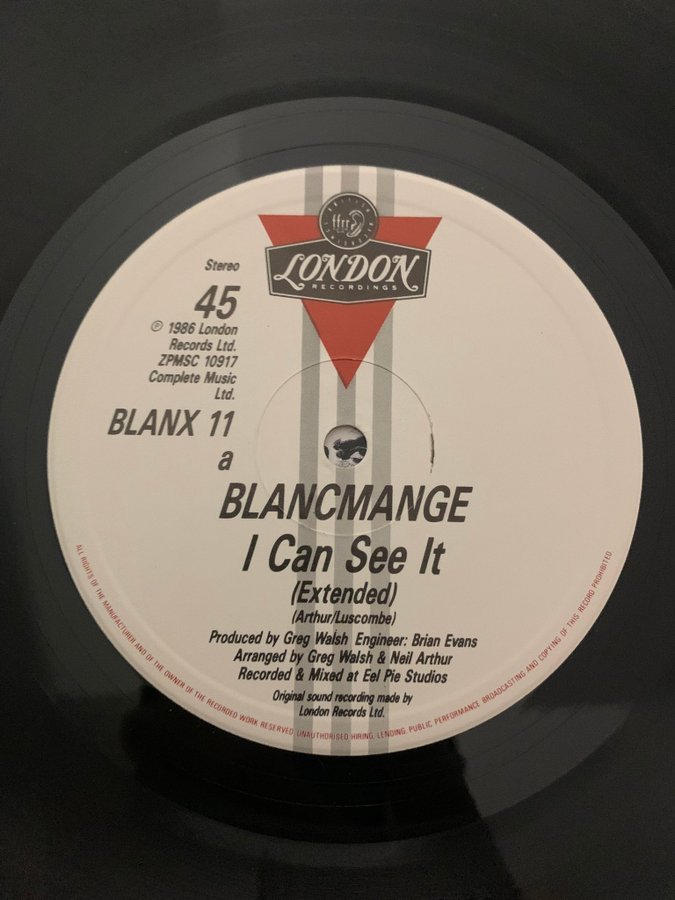 ffrr
LONDON
RECORDINGS
Stereo
45
℗ 1986 London
Records Ltd.
ZPMSC 10917
Complete Music
Ltd.
BLANX 11
a
BLANCMANGE
I Can See It
(Extended)
(Arthur/Luscombe)
Produced by Greg Walsh Engineer: Brian Evans
Arranged by Greg Walsh & Neil Arthur
Recorded & Mixed at Eel Pie Studios
Original sound recording made by
London Records Ltd.
ALL RIGHTS OF THE MANUFACTURER AND OF THE OWNER OF THE RECORDED WORK RESERVED UNAUTHORISED HIRING, LENDING, PUBLIC PERFORMANCE BROADCASTING AND COPYING OF THIS RECORD PROHIBITED